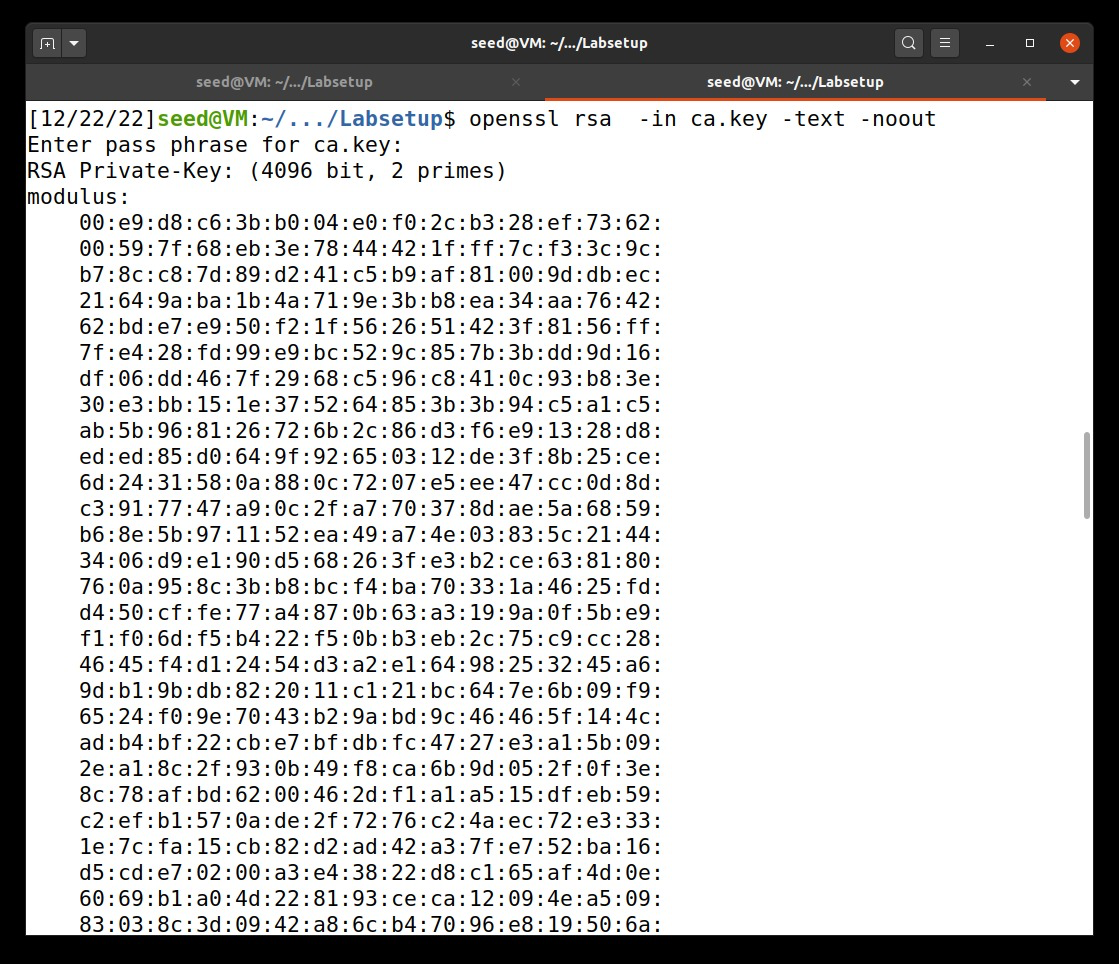 seed@VM: ~/.../Labsetup
seed@VM: ~/.../Labsetup
seed@VM: ~/.../Labsetup
[12/22/22]seed@VM:~/.../Labsetup$ openssl rsa  -in ca.key -text -noout
Enter pass phrase for ca.key:
RSA Private-Key: (4096 bit, 2 primes)
modulus:
    00:e9:d8:c6:3b:b0:04:e0:f0:2c:b3:28:ef:73:62:
    00:59:7f:68:eb:3e:78:44:42:1f:ff:7c:f3:3c:9c:
    b7:8c:c8:7d:89:d2:41:c5:b9:af:81:00:9d:db:ec:
    21:64:9a:ba:1b:4a:71:9e:3b:b8:ea:34:aa:76:42:
    62:bd:e7:e9:50:f2:1f:56:26:51:42:3f:81:56:ff:
    7f:e4:28:fd:99:e9:bc:52:9c:85:7b:3b:dd:9d:16:
    df:06:dd:46:7f:29:68:c5:96:c8:41:0c:93:b8:3e:
    30:e3:bb:15:1e:37:52:64:85:3b:3b:94:c5:a1:c5:
    ab:5b:96:81:26:72:6b:2c:86:d3:f6:e9:13:28:d8:
    ed:ed:85:d0:64:9f:92:65:03:12:de:3f:8b:25:ce:
    6d:24:31:58:0a:88:0c:72:07:e5:ee:47:cc:0d:8d:
    c3:91:77:47:a9:0c:2f:a7:70:37:8d:ae:5a:68:59:
    b6:8e:5b:97:11:52:ea:49:a7:4e:03:83:5c:21:44:
    34:06:d9:e1:90:d5:68:26:3f:e3:b2:ce:63:81:80:
    76:0a:95:8c:3b:b8:bc:f4:ba:70:33:1a:46:25:fd:
    d4:50:cf:fe:77:a4:87:0b:63:a3:19:9a:0f:5b:e9:
    f1:f0:6d:f5:b4:22:f5:0b:b3:eb:2c:75:c9:cc:28:
    46:45:f4:d1:24:54:d3:a2:e1:64:98:25:32:45:a6:
    9d:b1:9b:db:82:20:11:c1:21:bc:64:7e:6b:09:f9:
    65:24:f0:9e:70:43:b2:9a:bd:9c:46:46:5f:14:4c:
    ad:b4:bf:22:cb:e7:bf:db:fc:47:27:e3:a1:5b:09:
    2e:a1:8c:2f:93:0b:49:f8:ca:6b:9d:05:2f:0f:3e:
    8c:78:af:bd:62:00:46:2d:f1:a1:a5:15:df:eb:59:
    c2:ef:b1:57:0a:de:2f:72:76:c2:4a:ec:72:e3:33:
    1e:7c:fa:15:cb:82:d2:ad:42:a3:7f:e7:52:ba:16:
    d5:cd:e7:02:00:a3:e4:38:22:d8:c1:65:af:4d:0e:
    60:69:b1:a0:4d:22:81:93:ce:ca:12:09:4e:a5:09:
    83:03:8c:3d:09:42:a8:6c:b4:70:96:e8:19:50:6a: